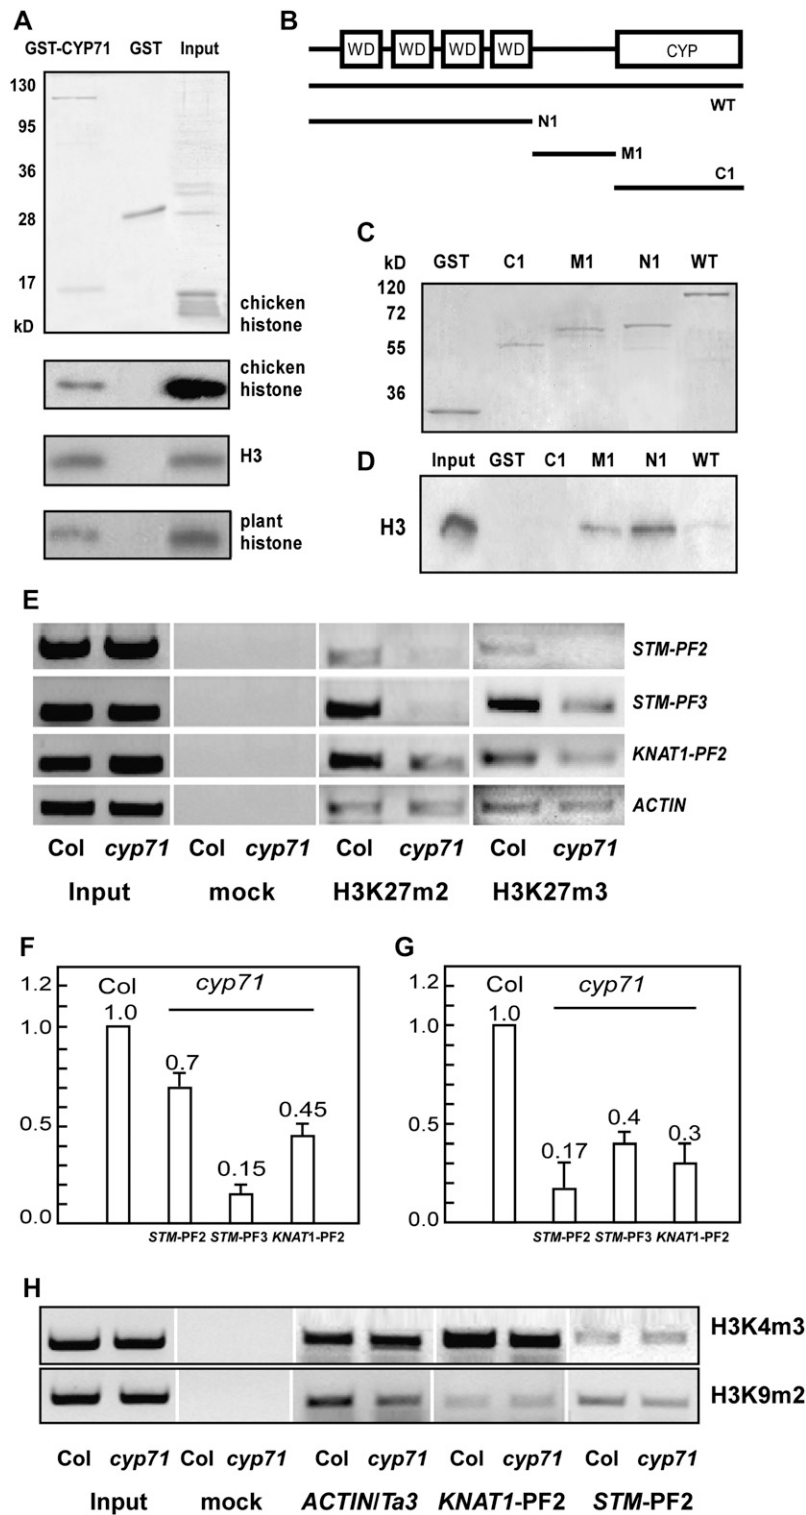 A
GST-CYP71 GST Input
130
95
36
28
17
kD
chicken
histone
chicken
histone
H3
plant
histone
B
WD WD WD WD CYP
WT
N1
M1
C1
C
kD GST C1 M1 N1 WT
120
72
55
36
D
Input GST C1 M1 N1 WT
H3
E
STM-PF2
STM-PF3
KNAT1-PF2
ACTIN
Col cyp71 Col cyp71 Col cyp71 Col cyp71
Input mock H3K27m2 H3K27m3
F
1.2
1.0
0.5
0.0
Col
1.0
cyp71
0.7
0.15
0.45
STM-PF2 STM-PF3 KNAT1-PF2
G
1.2
1.0
0.5
0.0
Col
1.0
cyp71
0.17
0.4
0.3
STM-PF2 STM-PF3 KNAT1-PF2
H
H3K4m3
H3K9m2
Col cyp71 Col cyp71 Col cyp71 Col cyp71 Col cyp71
Input mock ACTIN/Ta3 KNAT1-PF2 STM-PF2